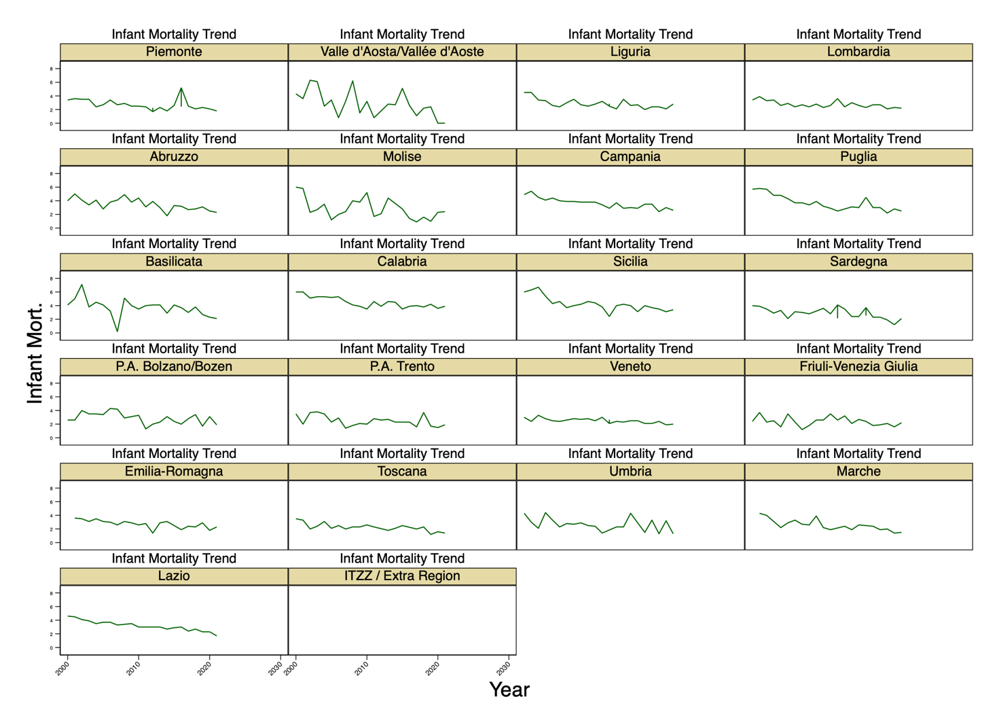 Infant Mortality Trend Infant Mortality Trend Infant Mortality Trend Infant Mortality Trend
Piemonte Valle d'Aosta/Vallée d'Aoste Liguria Lombardia
8
6
4
2
0
Infant Mortality Trend Infant Mortality Trend Infant Mortality Trend Infant Mortality Trend
Abruzzo Molise Campania Puglia
8
6
4
2
0
Infant Mortality Trend Infant Mortality Trend Infant Mortality Trend Infant Mortality Trend
Basilicata Calabria Sicilia Sardegna
8
6
4
2
0
Infant Mort.
Infant Mortality Trend Infant Mortality Trend Infant Mortality Trend Infant Mortality Trend
P.A. Bolzano/Bozen P.A. Trento Veneto Friuli-Venezia Giulia
8
6
4
2
0
Infant Mortality Trend Infant Mortality Trend Infant Mortality Trend Infant Mortality Trend
Emilia-Romagna Toscana Umbria Marche
8
6
4
2
0
Infant Mortality Trend Infant Mortality Trend
Lazio ITZZ / Extra Region
8
6
4
2
0
2000 2010 2020 2030 2000 2010 2020 2030
Year